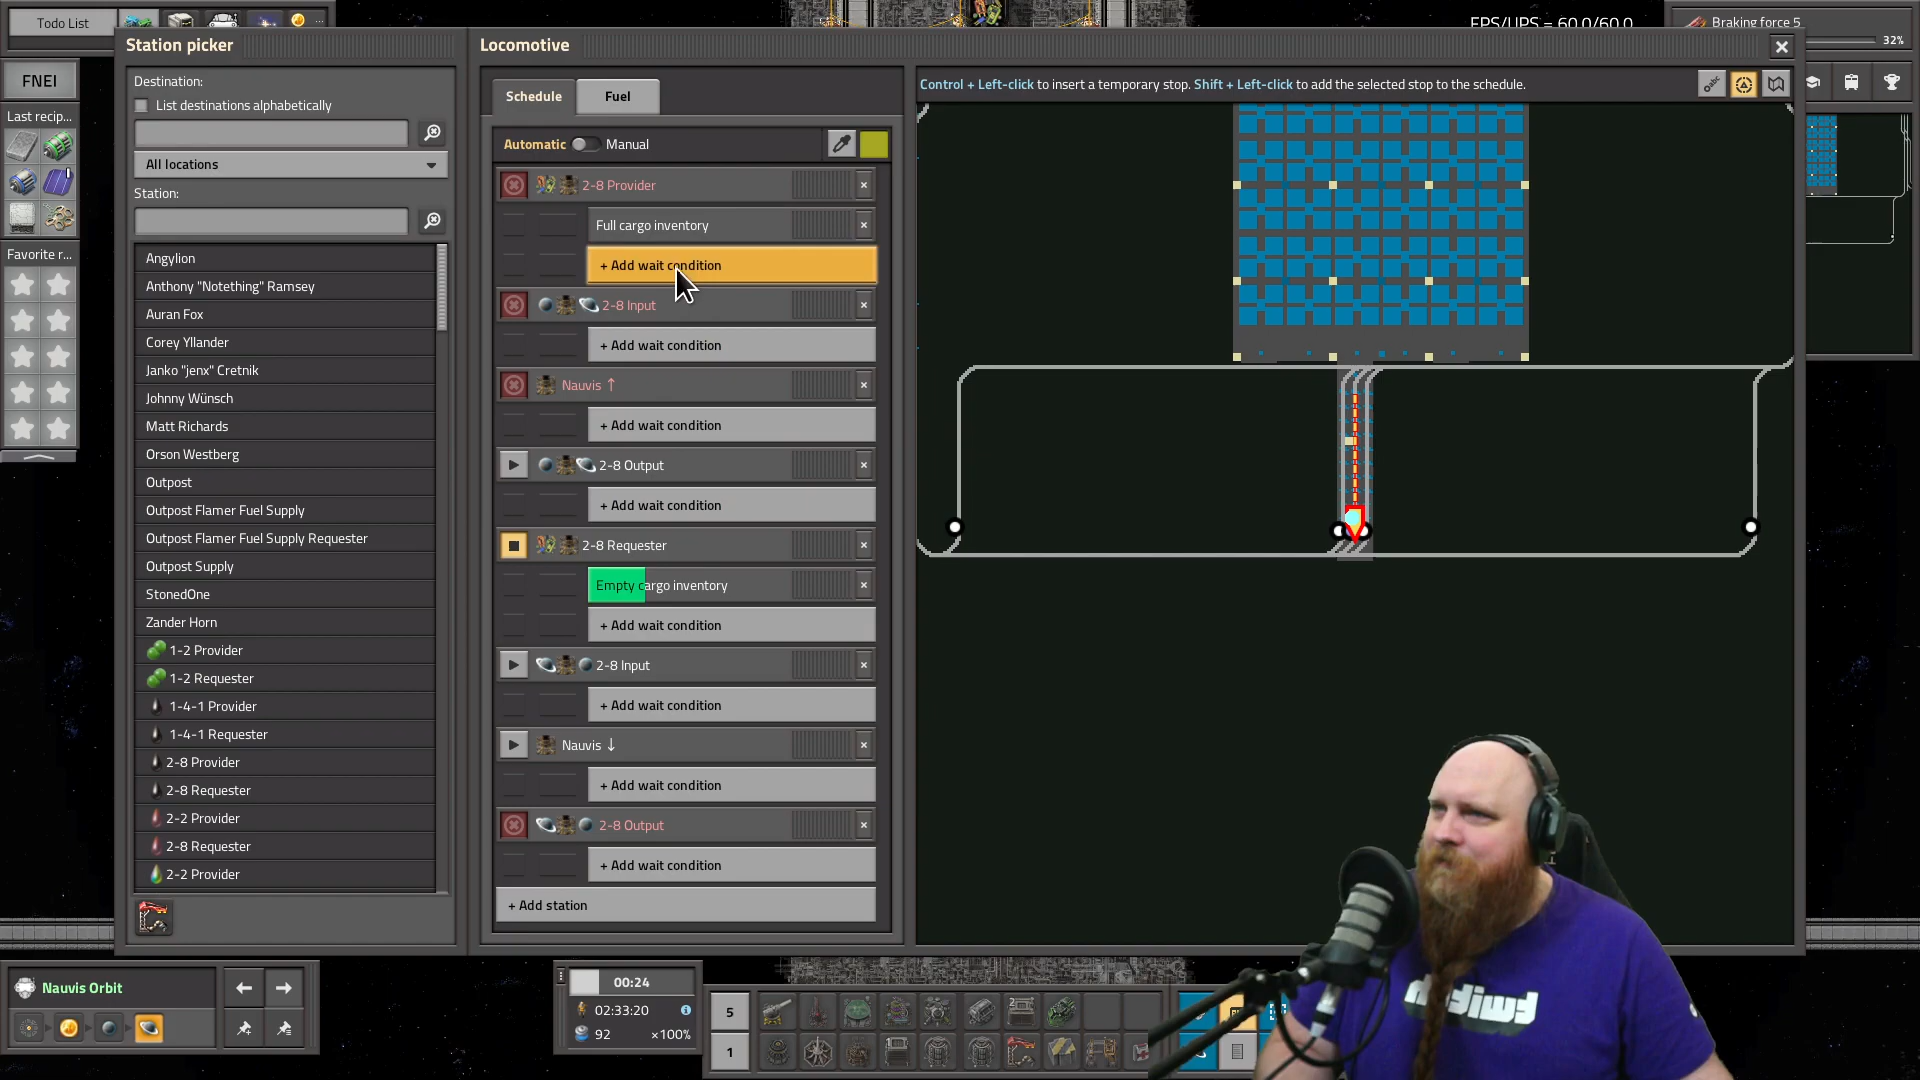 Todo List
FPS/UPS = 60.0/60.0
Braking force 5
32%
FNEI
Last recip...
Favorite r...
Station picker
Destination:
List destinations alphabetically
All locations
Station:
Angylion
Anthony "Notething" Ramsey
Auran Fox
Corey Yllander
Janko "jenx" Cretnik
Johnny Wünsch
Matt Richards
Orson Westberg
Outpost
Outpost Flamer Fuel Supply
Outpost Flamer Fuel Supply Requester
Outpost Supply
StonedOne
Zander Horn
1-2 Provider
1-2 Requester
1-4-1 Provider
1-4-1 Requester
2-8 Provider
2-8 Requester
2-2 Provider
2-8 Requester
2-2 Provider
Locomotive
Schedule
Fuel
Automatic
Manual
2-8 Provider
Full cargo inventory
+ Add wait condition
2-8 Input
+ Add wait condition
Nauvis ↑
+ Add wait condition
2-8 Output
+ Add wait condition
2-8 Requester
Empty cargo inventory
+ Add wait condition
2-8 Input
+ Add wait condition
Nauvis ↓
+ Add wait condition
2-8 Output
+ Add wait condition
+ Add station
Control + Left-click to insert a temporary stop. Shift + Left-click to add the selected stop to the schedule.
Nauvis Orbit
00:24
02:33:20
92
×100%
5
1